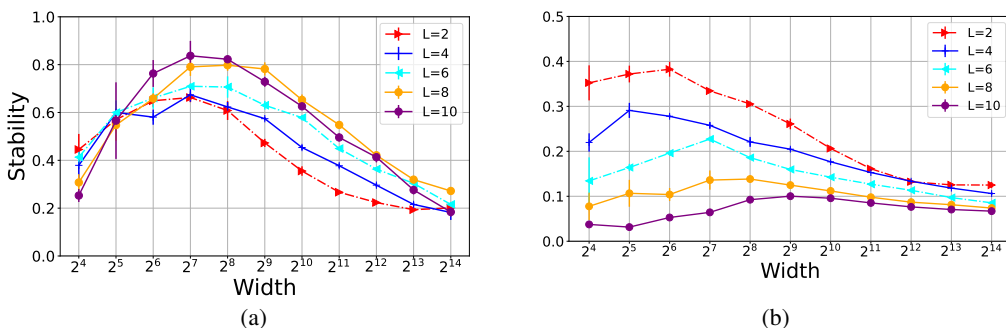 1.0
0.8
0.6
0.4
0.2
0.0
Stability
L=2
L=4
L=6
L=8
L=10
2^4 2^5 2^6 2^7 2^8 2^9 2^10 2^11 2^12 2^13 2^14
Width
(a)
0.5
0.4
0.3
0.2
0.1
0.0
L=2
L=4
L=6
L=8
L=10
2^4 2^5 2^6 2^7 2^8 2^9 2^10 2^11 2^12 2^13 2^14
Width
(b)